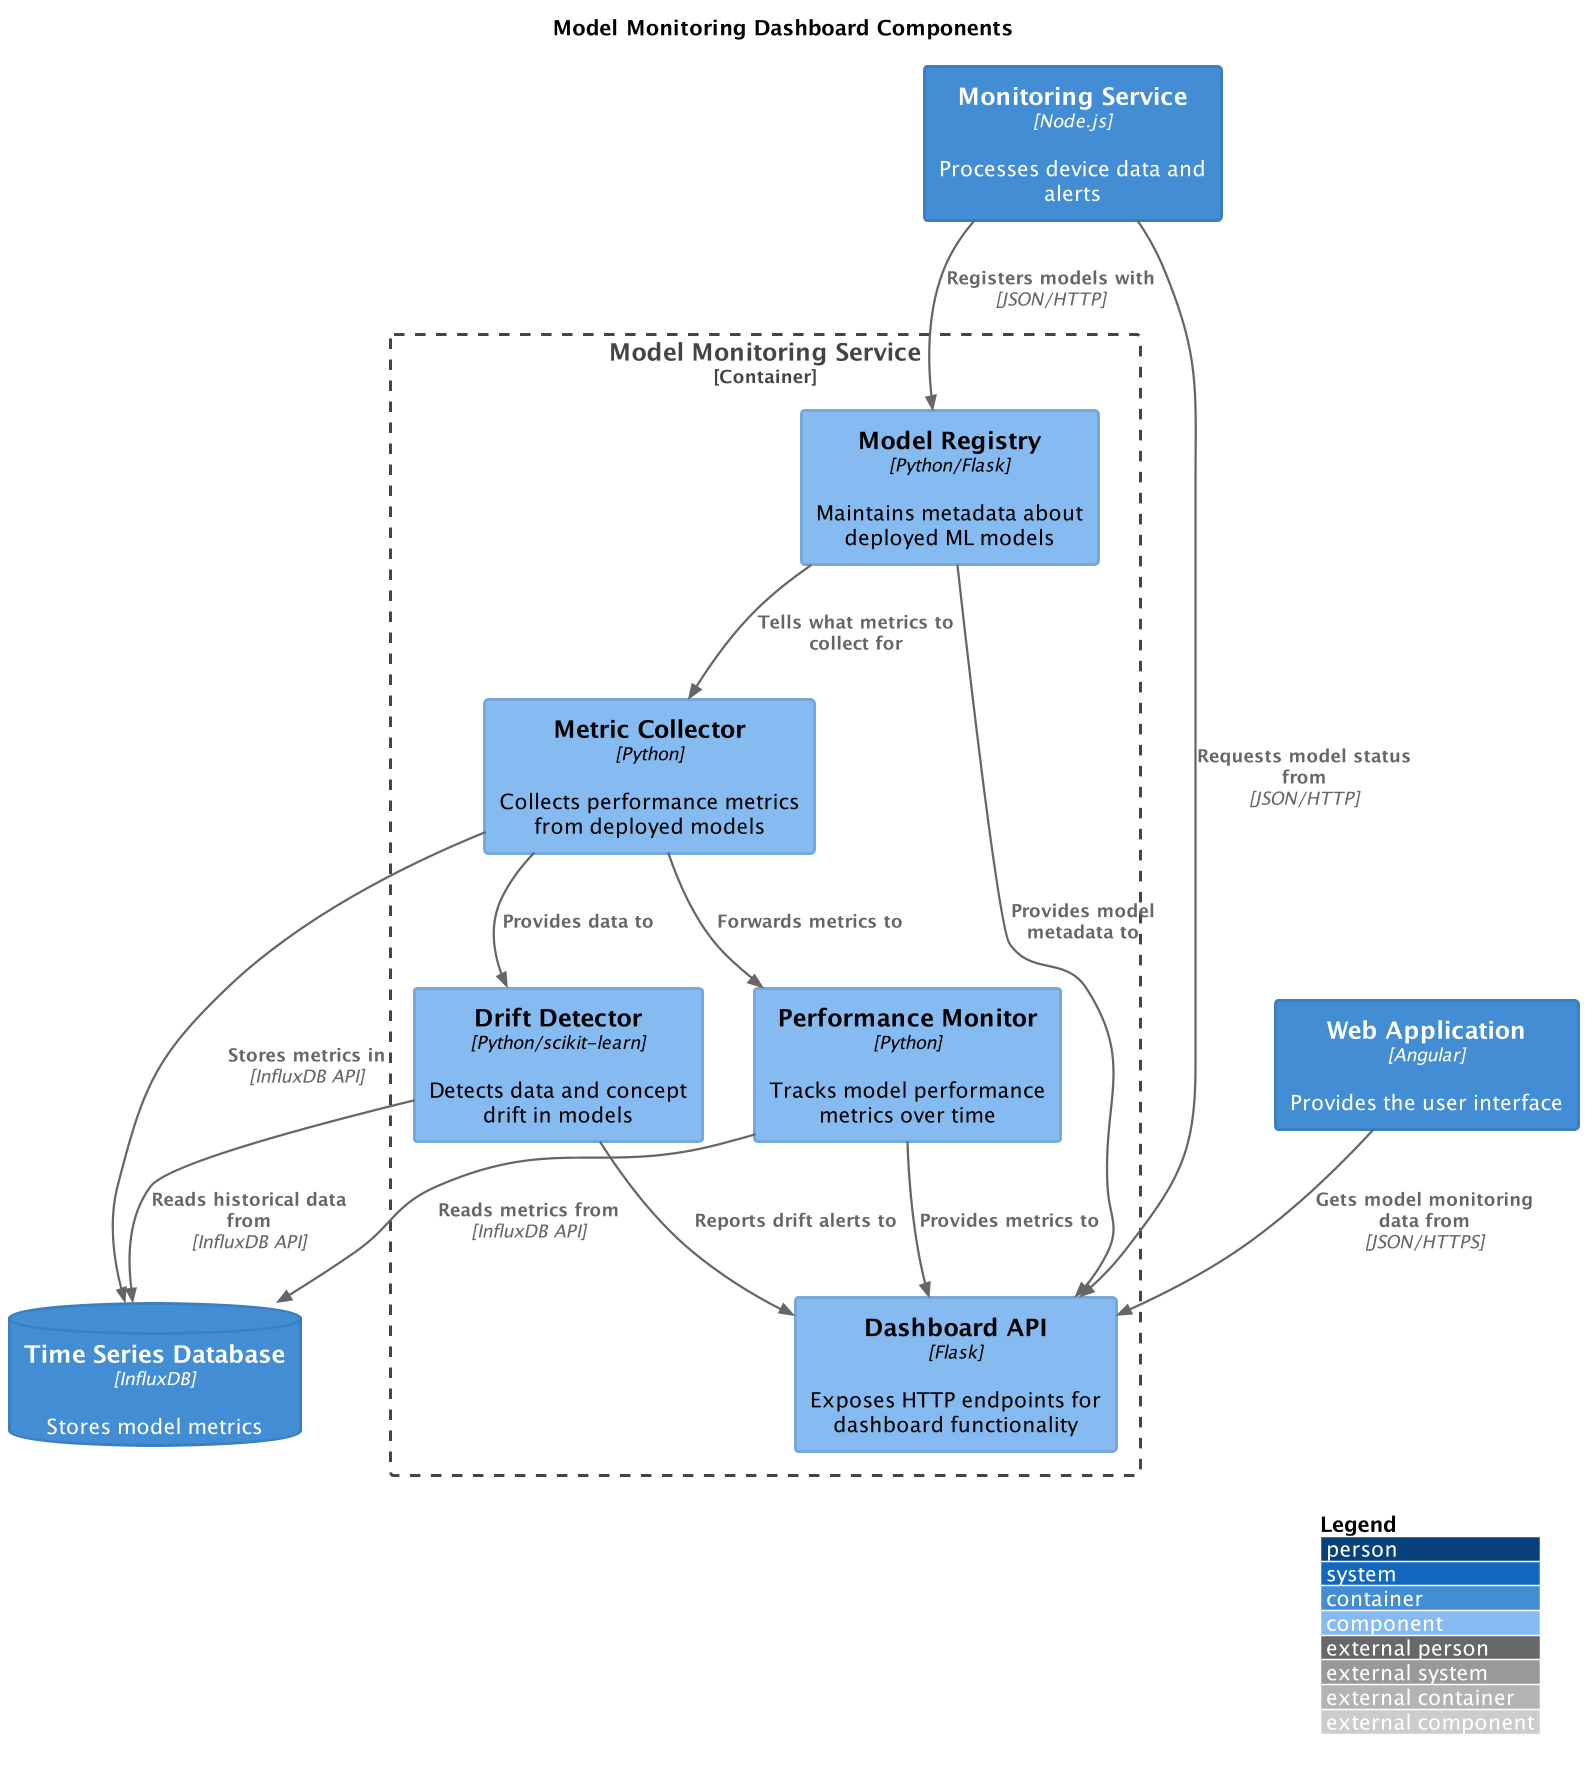 Model Monitoring Dashboard Components
Monitoring Service
[Node.js]
Processes device data and
alerts
Registers models with
[JSON/HTTP]
Model Monitoring Service
[Container]
Model Registry
[Python/Flask]
Maintains metadata about
deployed ML models
Tells what metrics to
collect for
Metric Collector
[Python]
Collects performance metrics
from deployed models
Requests model status
from
[JSON/HTTP]
Provides data to
Forwards metrics to
Provides model
metadata to
Drift Detector
[Python/scikit-learn]
Detects data and concept
drift in models
Performance Monitor
[Python]
Tracks model performance
metrics over time
Web Application
[Angular]
Provides the user interface
Stores metrics in
[InfluxDB API]
Reads historical data
from
[InfluxDB API]
Reads metrics from
[InfluxDB API]
Reports drift alerts to
Provides metrics to
Gets model monitoring
data from
[JSON/HTTPS]
Time Series Database
[InfluxDB]
Stores model metrics
Dashboard API
[Flask]
Exposes HTTP endpoints for
dashboard functionality
Legend
person
system
container
component
external person
external system
external container
external component